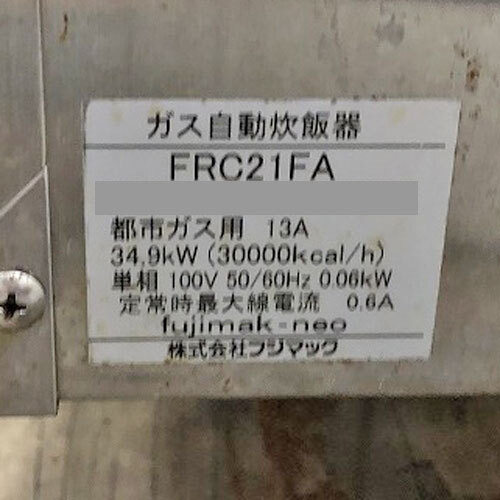 ガス自動炊飯器
FRC21FA
都市ガス用 13A
34,9kW (30000kcal/h)
単相 100V 50/60Hz 0.06kW
定常時最大線電流 0.6A
fujimak-neo
株式会社フジマック